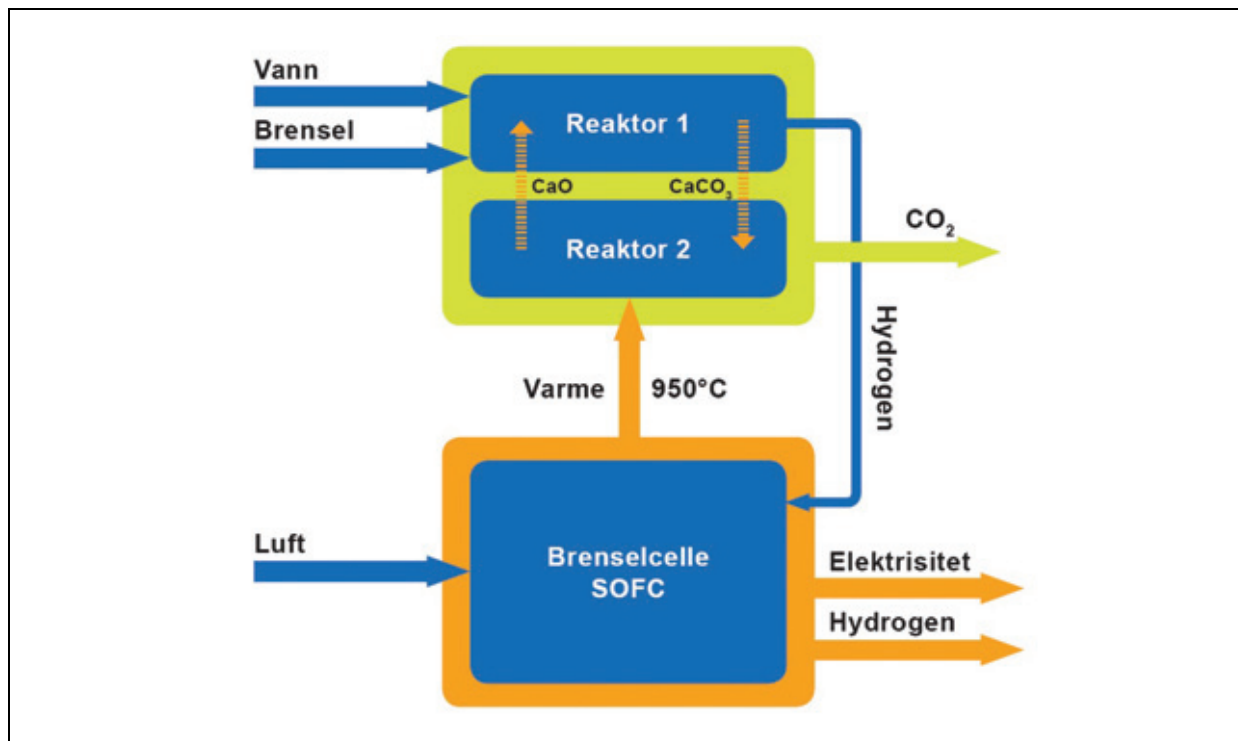 Vann
Brensel
Reaktor 1
CaO
CaCO₃
Reaktor 2
CO₂
Hydrogen
Varme
950°C
Luft
Brenselcelle
SOFC
Elektrisitet
Hydrogen